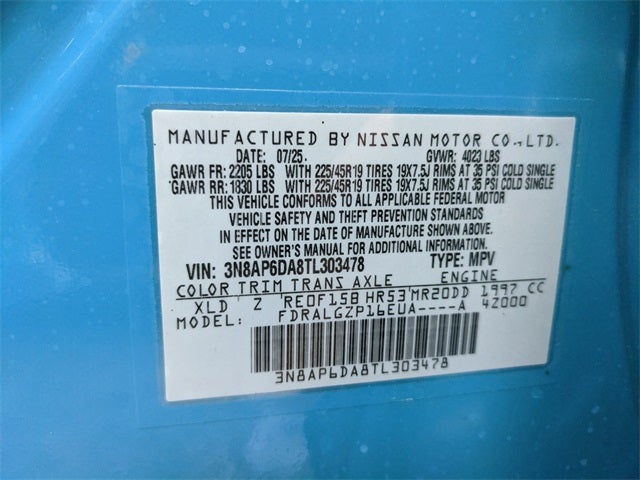 MANUFACTURED BY NISSAN MOTOR CO.,LTD.
DATE: 07/25. GVWR: 4023 LBS
GAWR FR: 2205 LBS WITH 225/45R19 TIRES 19X7.5J RIMS AT 35 PSI COLD SINGLE
GAWR RR: 1830 LBS WITH 225/45R19 TIRES 19X7.5J RIMS AT 35 PSI COLD SINGLE
THIS VEHICLE CONFORMS TO ALL APPLICABLE FEDERAL MOTOR
VEHICLE SAFETY AND THEFT PREVENTION STANDARDS
IN EFFECT ON THE DATE OF MANUFACTURE SHOWN ABOVE.
SEE OWNER'S MANUAL FOR ADDITIONAL INFORMATION.
VIN: 3N8AP6DA8TL303478 TYPE: MPV
COLOR TRIM TRANS AXLE ENGINE
XLD Z RE0F15B HR53 MR20DD 1997 CC
MODEL: FDRALGZP16EUA----A 42000
3N8AP6DA8TL303478